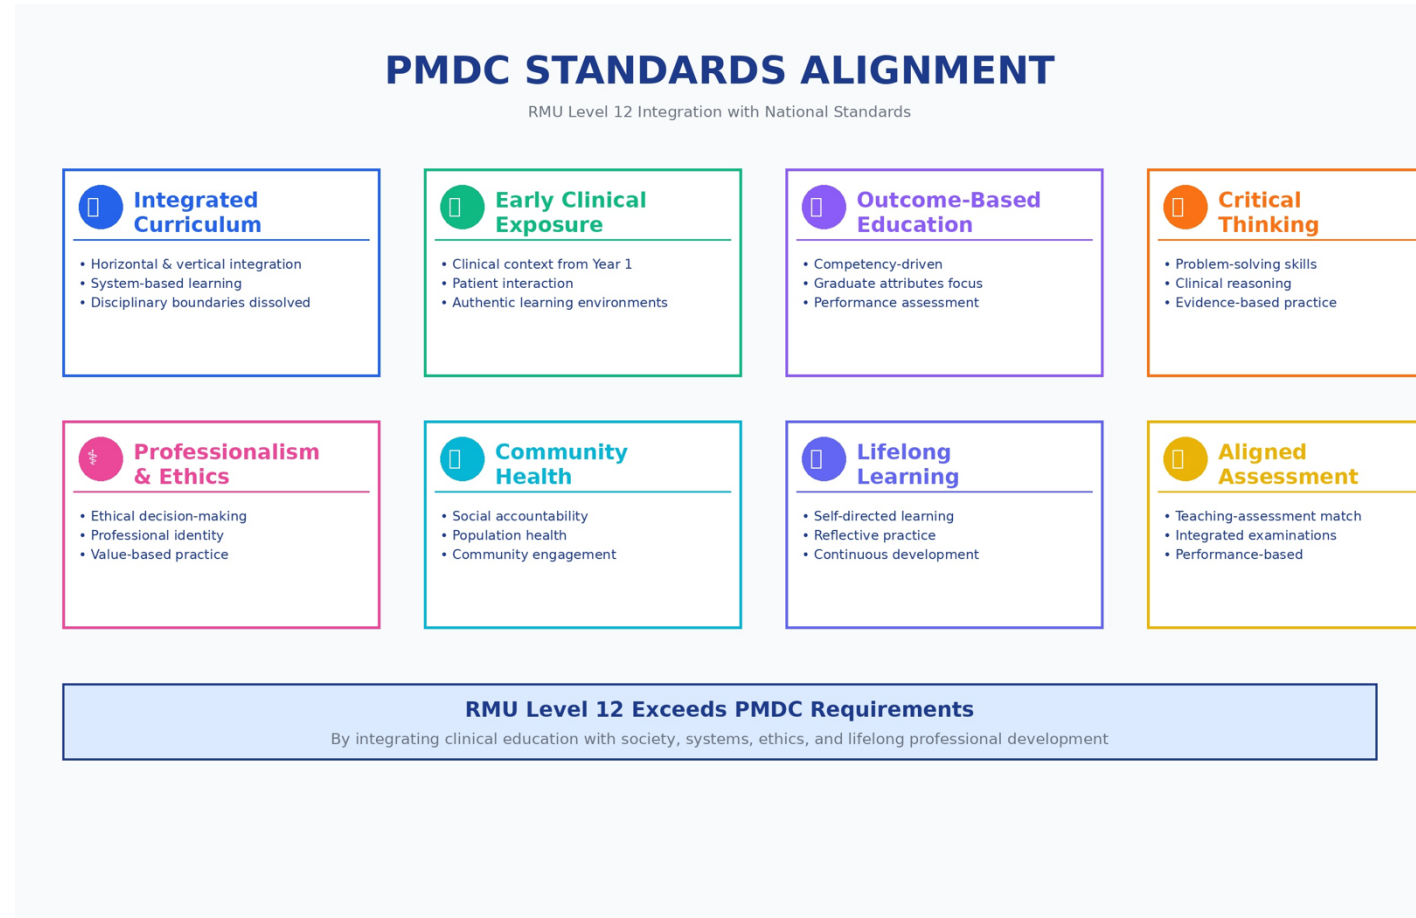 PMDC STANDARDS ALIGNMENT
RMU Level 12 Integration with National Standards
Integrated
Curriculum
• Horizontal & vertical integration
• System-based learning
• Disciplinary boundaries dissolved
Early Clinical
Exposure
• Clinical context from Year 1
• Patient interaction
• Authentic learning environments
Outcome-Based
Education
• Competency-driven
• Graduate attributes focus
• Performance assessment
Critical
Thinking
• Problem-solving skills
• Clinical reasoning
• Evidence-based practice
Professionalism
& Ethics
• Ethical decision-making
• Professional identity
• Value-based practice
Community
Health
• Social accountability
• Population health
• Community engagement
Lifelong
Learning
• Self-directed learning
• Reflective practice
• Continuous development
Aligned
Assessment
• Teaching-assessment match
• Integrated examinations
• Performance-based
RMU Level 12 Exceeds PMDC Requirements
By integrating clinical education with society, systems, ethics, and lifelong professional development